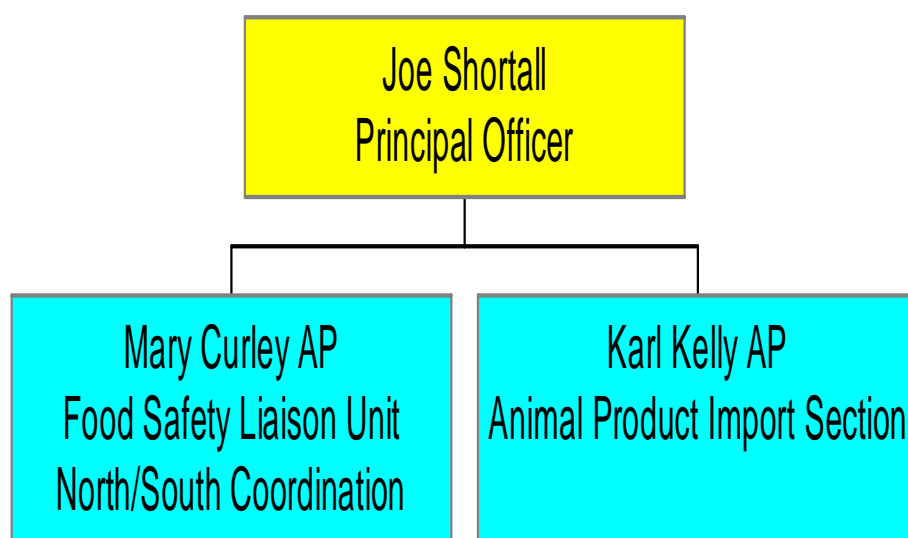 Joe Shortall
Principal Officer
Mary Curley AP
Food Safety Liaison Unit
North/South Coordination
Karl Kelly AP
Animal Product Import Section